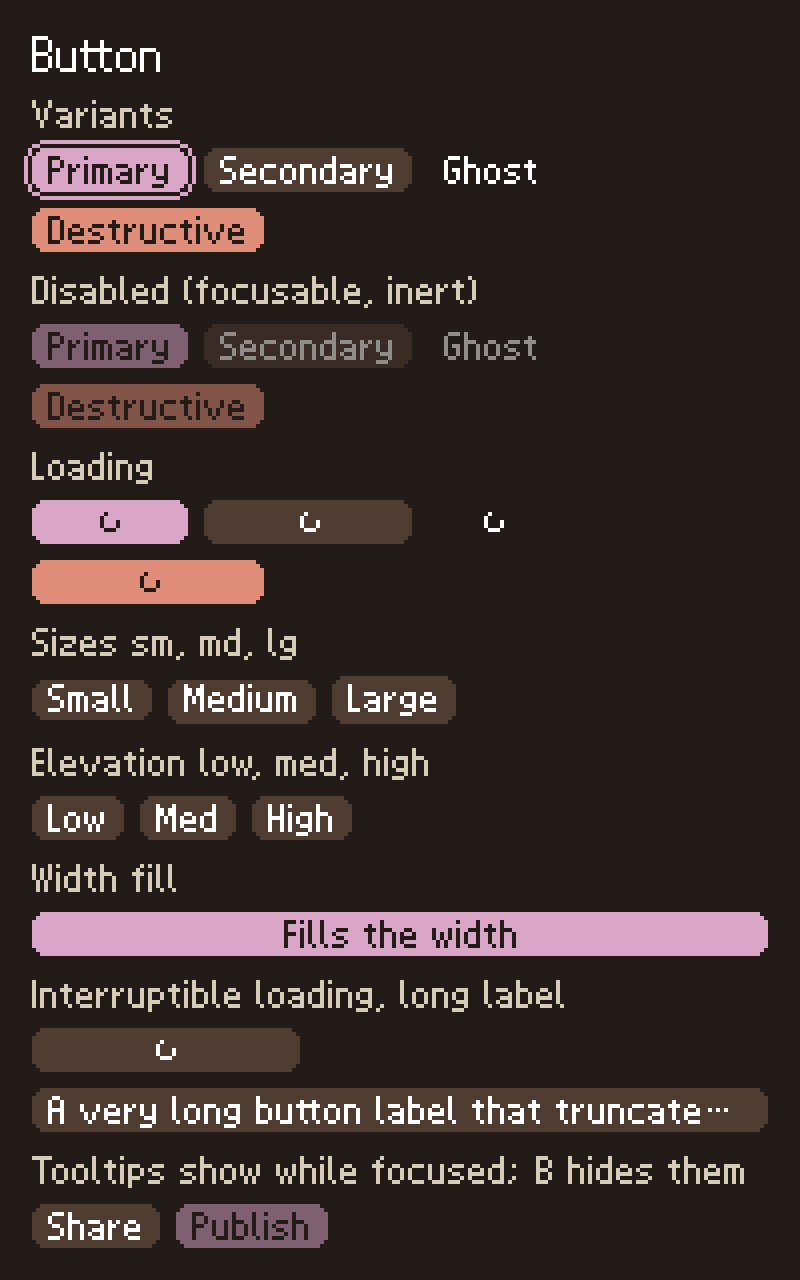 Button
Variants
Primary Secondary Ghost
Destructive
Disabled (focusable, inert)
Primary Secondary Ghost
Destructive
Loading
Sizes sm, md, lg
Small Medium Large
Elevation low, med, high
Low Med High
Width fill
Fills the width
Interruptible loading, long label
A very long button label that truncate…
Tooltips show while focused; B hides them
Share Publish